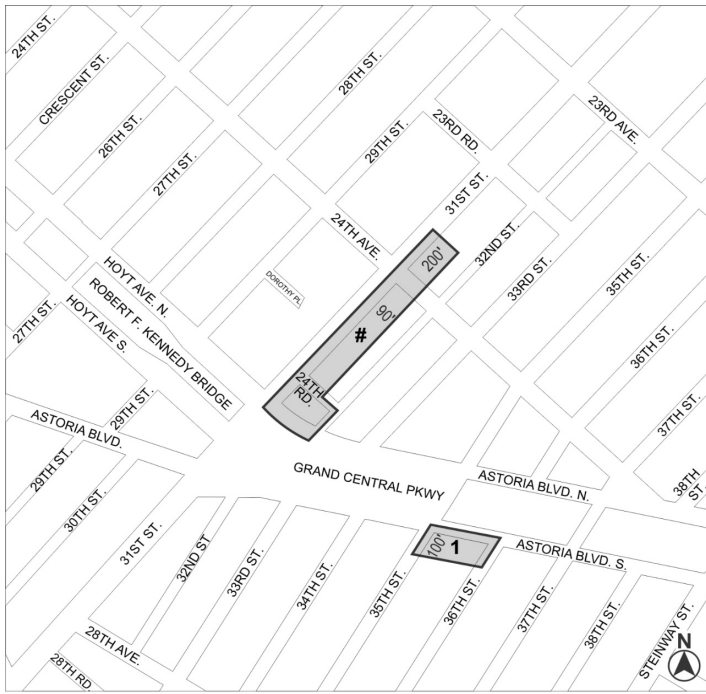 24TH ST.
CRESCENT ST.
26TH ST.
27TH ST.
28TH ST.
29TH ST.
23RD RD.
23RD AVE.
31ST ST.
24TH AVE.
32ND ST.
33RD ST.
35TH ST.
36TH ST.
37TH ST.
38TH
ST.
200'
90'
#
24TH
RD.
DOROTHY PL.
HOYT AVE. N.
ROBERT F. KENNEDY BRIDGE
HOYT AVE S.
27TH ST.
29TH ST.
ASTORIA BLVD.
29TH ST.
30TH ST.
31ST ST.
32ND ST
33RD ST.
34TH ST.
35TH ST.
36TH ST.
37TH ST.
38TH ST.
STEINWAY ST.
GRAND CENTRAL PKWY
ASTORIA BLVD. N.
ASTORIA BLVD. S.
100'
1
28TH AVE.
28TH RD.
N